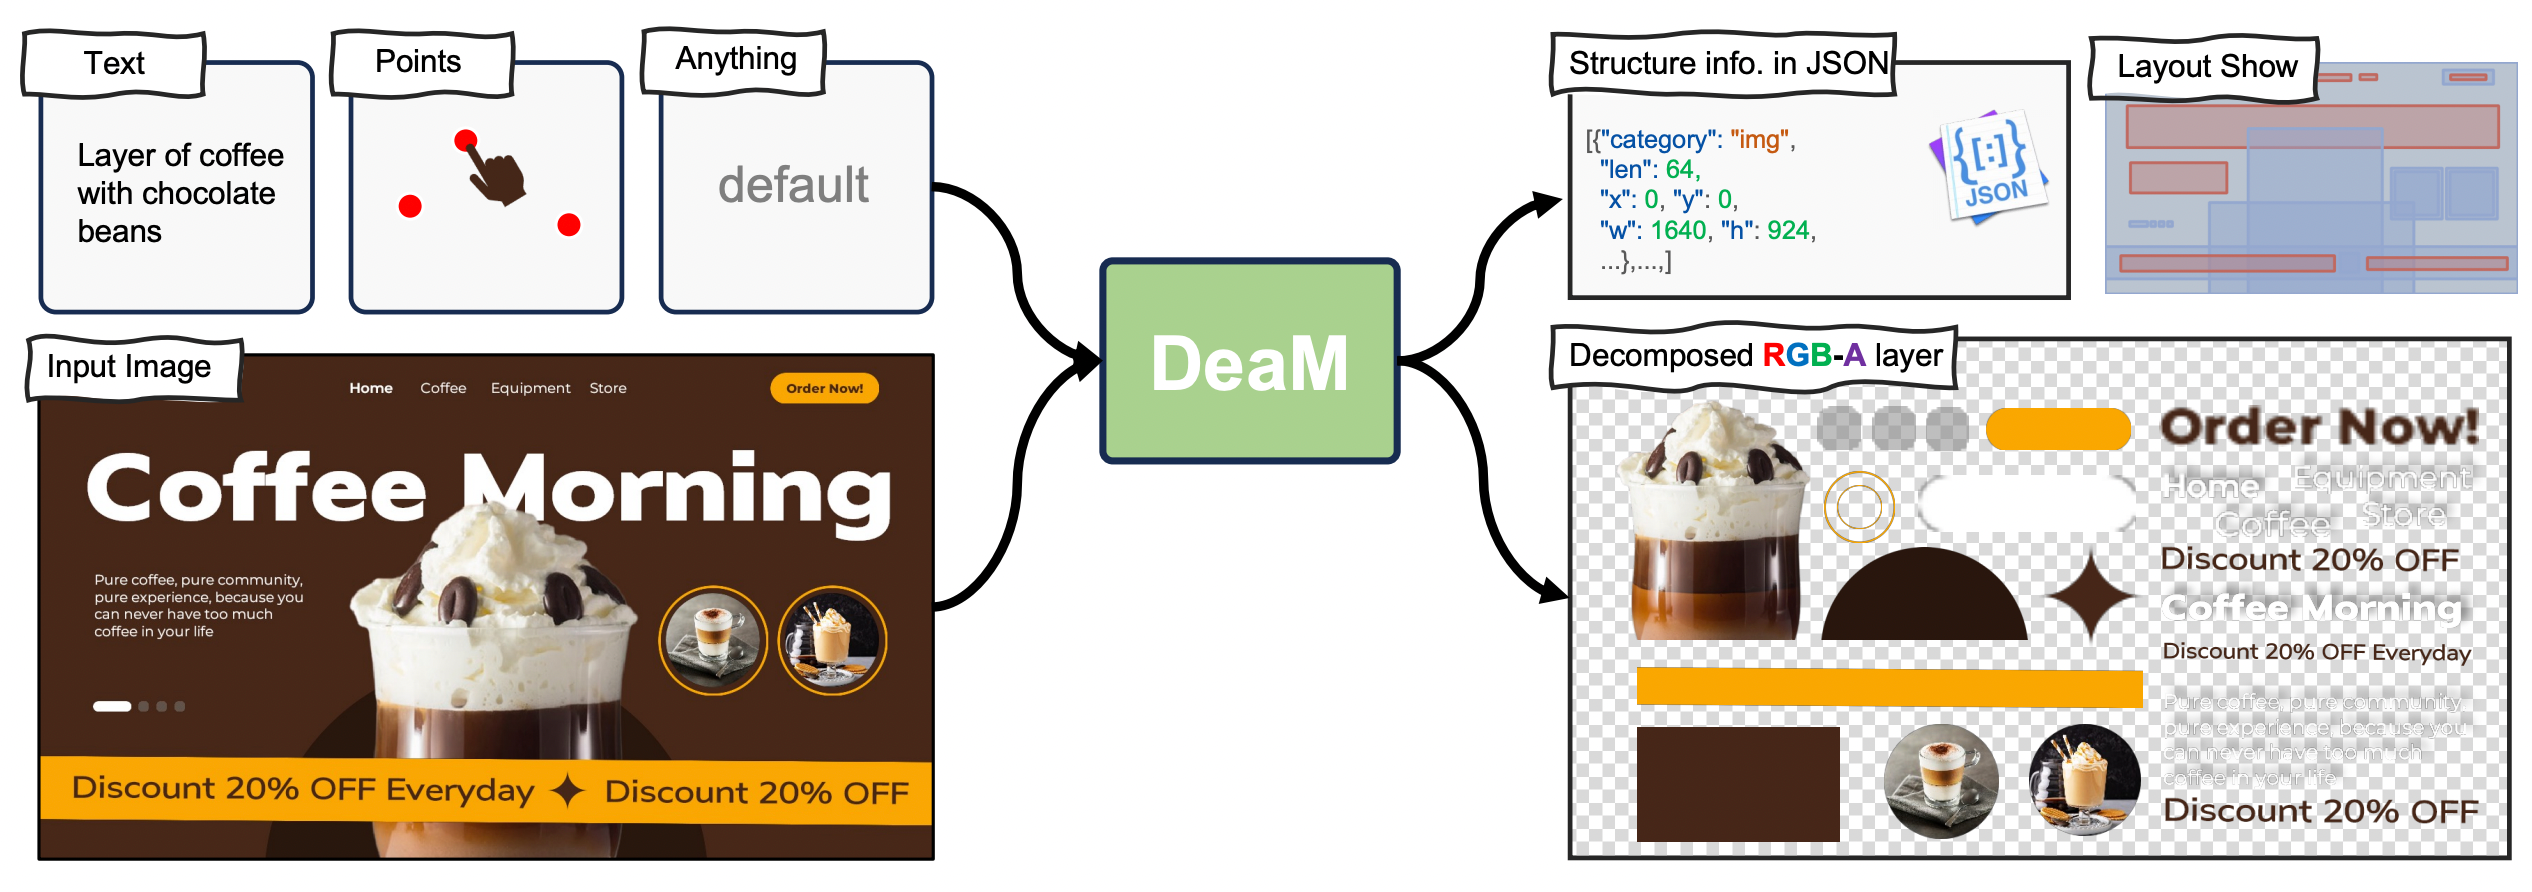 Text
Layer of coffee
with chocolate
beans
Points
Anything
default
Input Image
Home Coffee Equipment Store Order Now!
Coffee Morning
Pure coffee, pure community,
pure experience, because you
can never have too much
coffee in your life
Discount 20% OFF Everyday Discount 20% OFF
DeaM
Structure info. in JSON
[{"category": "img",
"len": 64,
"x": 0, "y": 0,
"w": 1640, "h": 924,
...},...,]
{[:]}
JSON
Layout Show
Decomposed RGB-A layer
Order Now!
Home Equipment
Coffee Store
Discount 20% OFF
Coffee Morning
Discount 20% OFF Everyday
Pure coffee, pure community,
pure experience, because you
can never have too much
coffee in your life
Discount 20% OFF